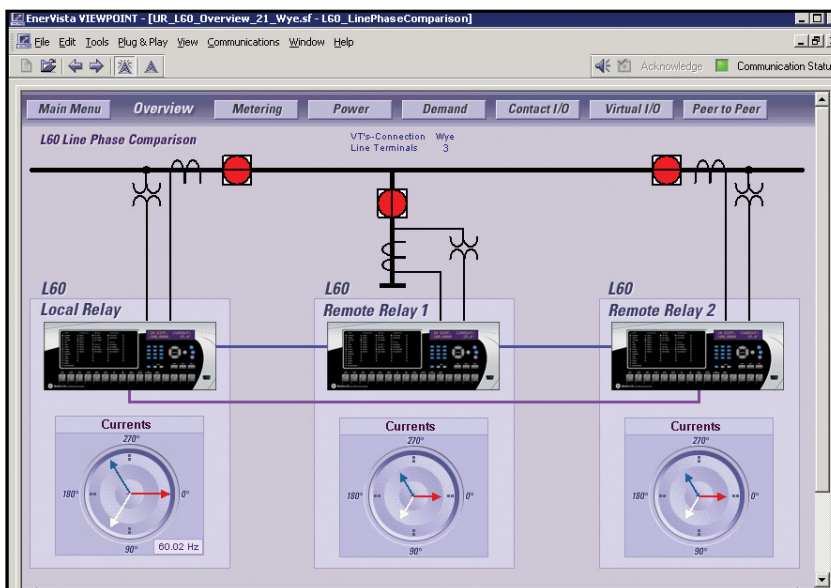 EnerVista VIEWPOINT - [UR_L60_Overview_21_Wye.sf - L60_LinePhaseComparison]
File Edit Tools Plug & Play View Communications Window Help
Acknowledge Communication Statu
Main Menu Overview Metering Power Demand Contact I/O Virtual I/O Peer to Peer
L60 Line Phase Comparison
VT's-Connection Wye
Line Terminals 3
L60
Local Relay
L60
Remote Relay 1
L60
Remote Relay 2
Currents
270°
180°
0°
90°
60.02 Hz
Currents
270°
180°
0°
90°
Currents
270°
180°
0°
90°